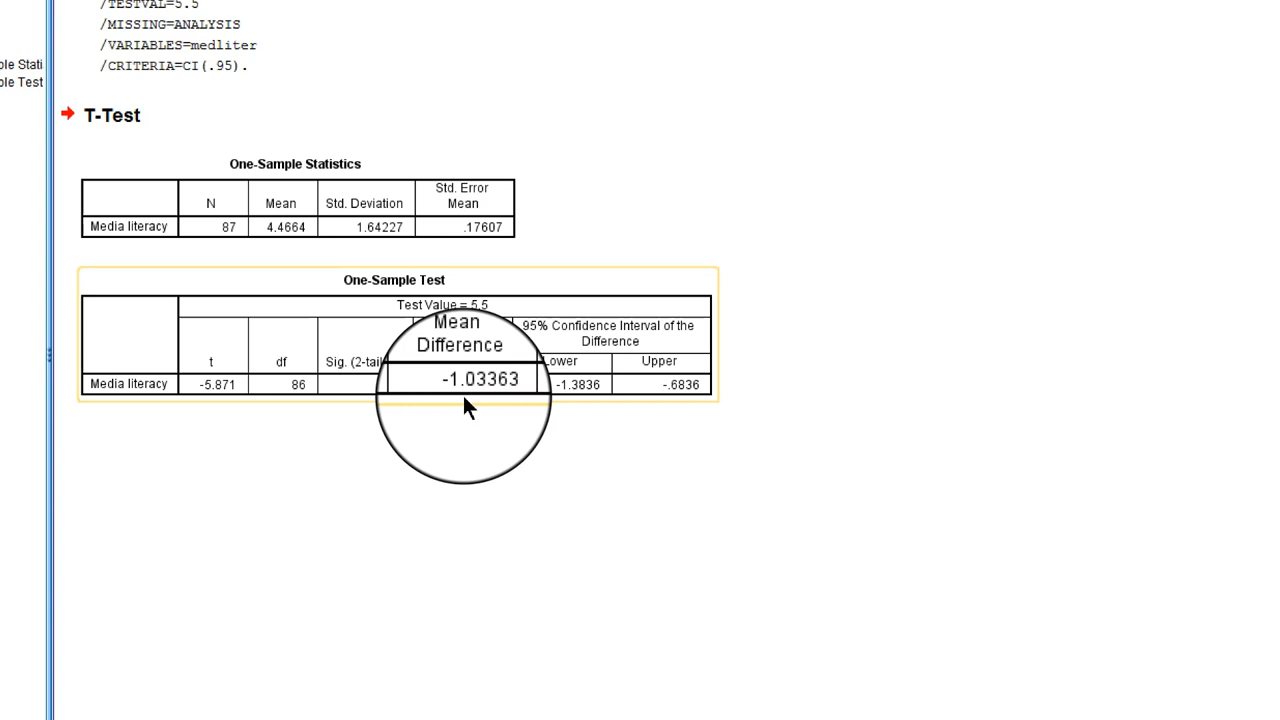 /TESTVAL=5.5
/MISSING=ANALYSIS
/VARIABLES=medliter
/CRITERIA=CI(.95).
ple Stati
ple Test
T-Test
One-Sample Statistics
N Mean Std. Deviation Std. Error Mean
Media literacy 87 4.4664 1.64227 .17607
One-Sample Test
Test Value = 5.5
95% Confidence Interval of the Difference
t df Sig. (2-tail Mean Difference Lower Upper
Media literacy -5.871 86 -1.03363 -1.3836 -.6836